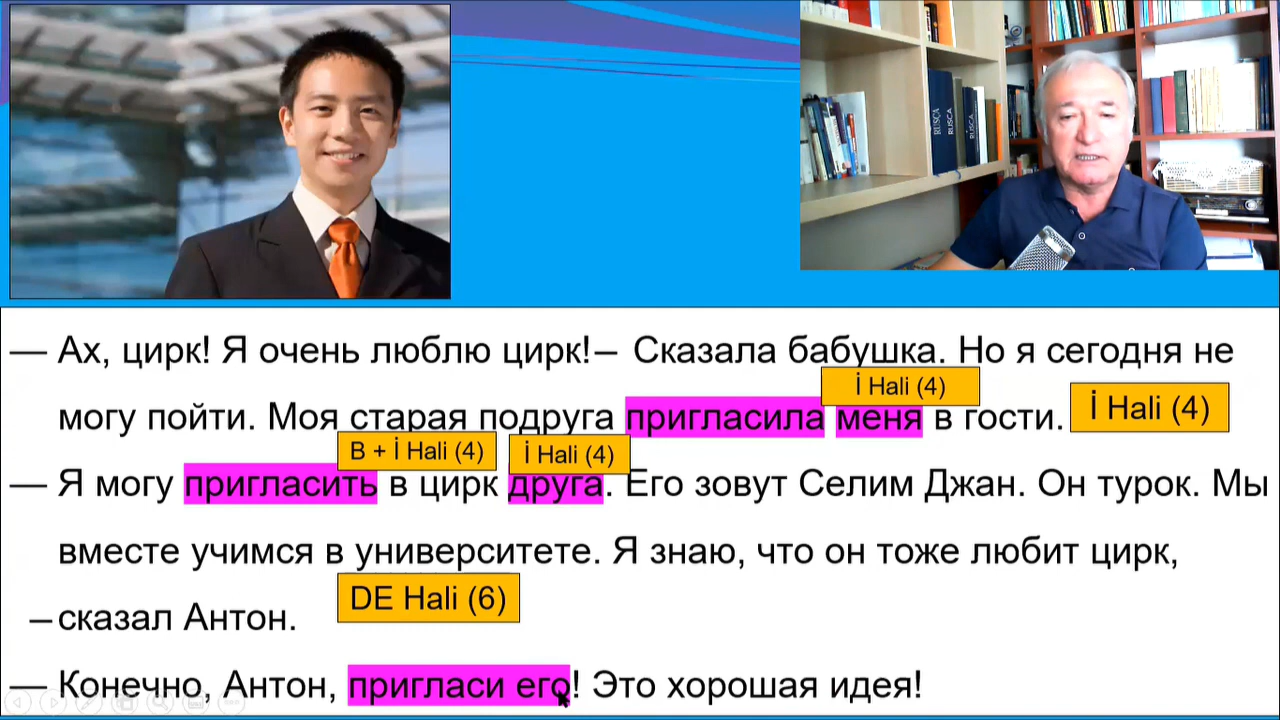 RUSÇA
RUSÇA
RUSÇA
— Ах, цирк! Я очень люблю цирк!– Сказала бабушка. Но я сегодня не
İ Hali (4)
могу пойти. Моя старая подруга пригласила меня в гости. İ Hali (4)
В + İ Hali (4) İ Hali (4)
— Я могу пригласить в цирк друга. Его зовут Селим Джан. Он турок. Мы
вместе учимся в университете. Я знаю, что он тоже любит цирк,
DE Hali (6)
–сказал Антон.
— Конечно, Антон, пригласи его! Это хорошая идея!